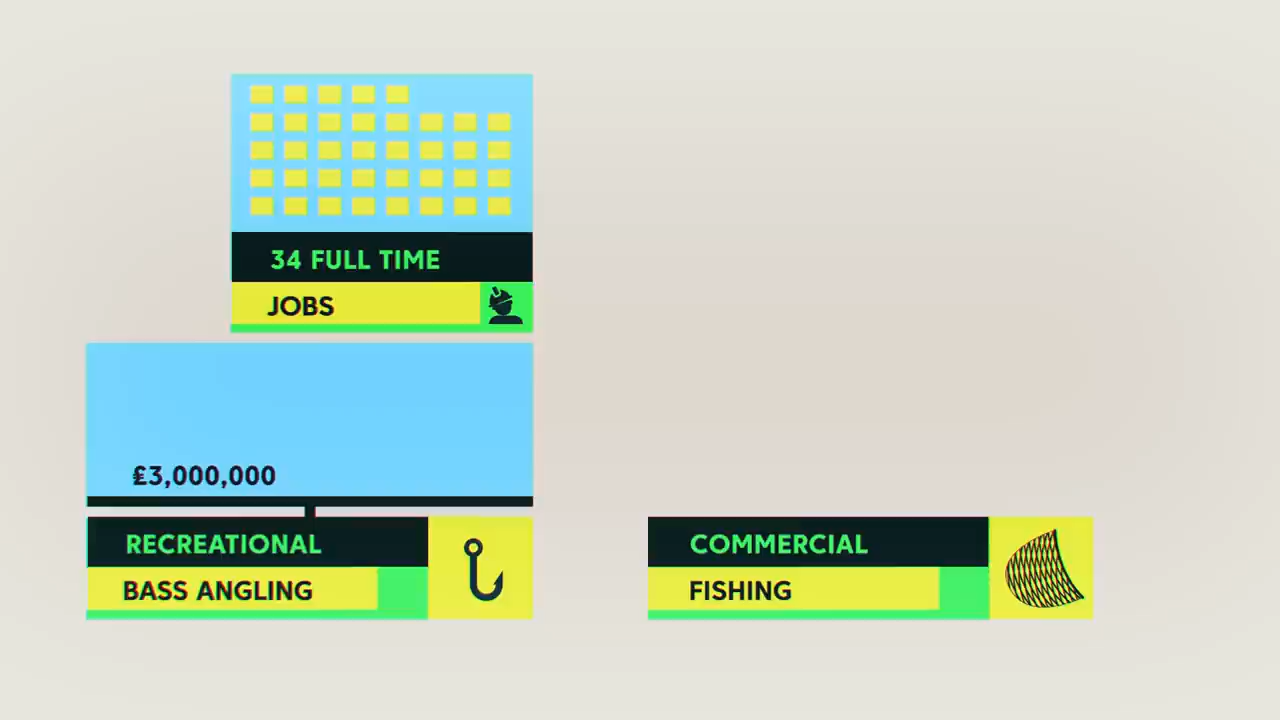 34 FULL TIME
JOBS
£3,000,000
RECREATIONAL
BASS ANGLING
COMMERCIAL
FISHING